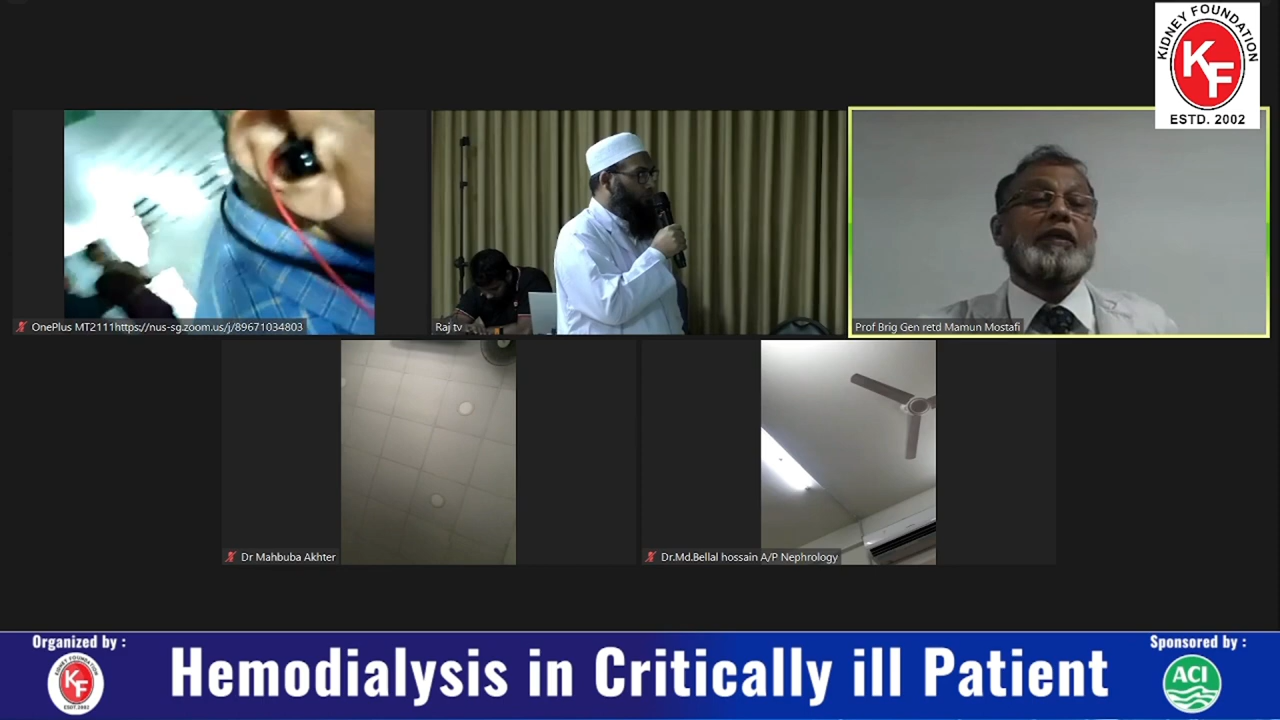 KIDNEY FOUNDATION
KF
ESTD. 2002
OnePlus MT2111https://nus-sg.zoom.us/j/89671034803
Raj tv
Prof Brig Gen retd Mamun Mostafi
Dr Mahbuba Akhter
Dr.Md.Bellal hossain A/P Nephrology
Organized by :
KIDNEY FOUNDATION
KF
ESTD. 2002
Hemodialysis in Critically ill Patient
Sponsored by :
ACI